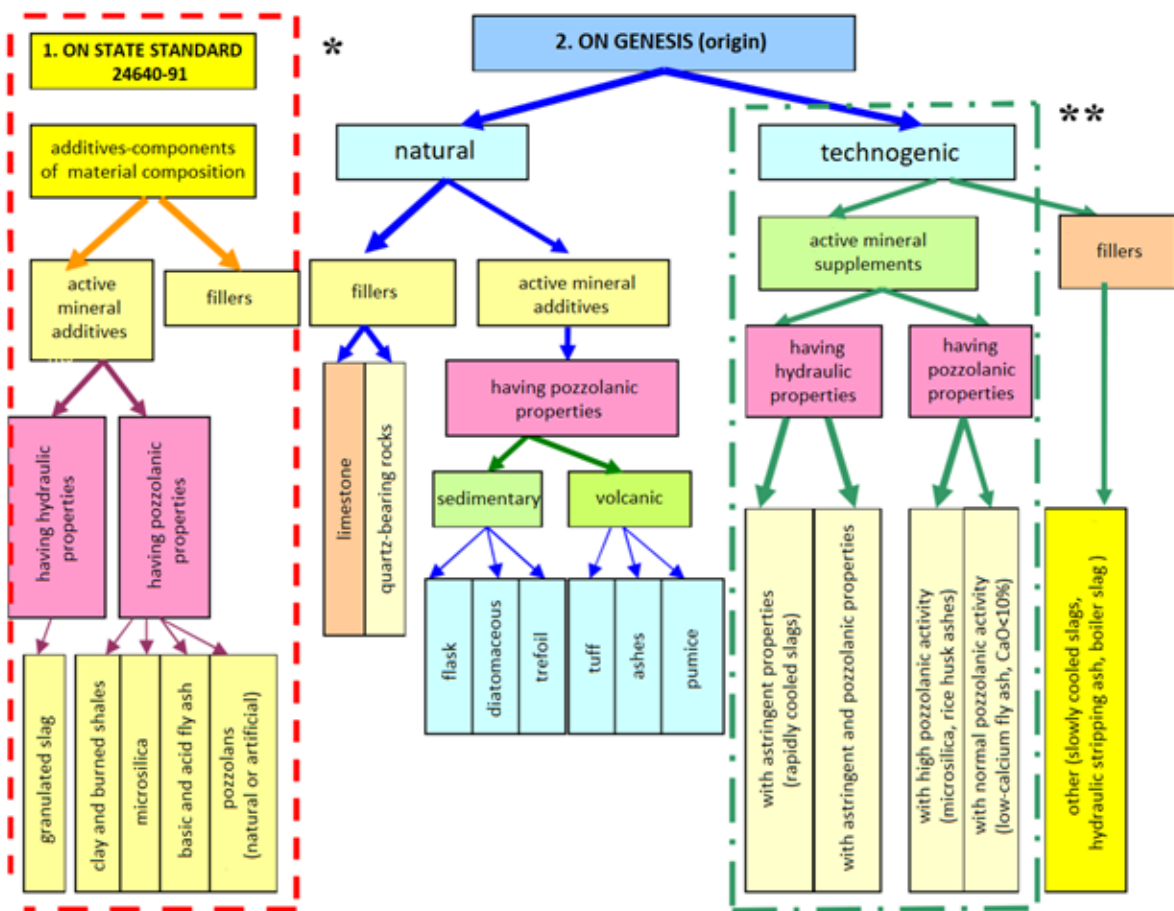 1. ON STATE STANDARD
24640-91
*
2. ON GENESIS (origin)
**
additives-components
of material composition
natural
technogenic
active mineral
supplements
fillers
active
mineral
additives
fillers
fillers
active mineral
additives
having
hydraulic
properties
having
pozzolanic
properties
having pozzolanic
properties
having hydraulic
properties
having pozzolanic
properties
limestone
quartz-bearing rocks
sedimentary
volcanic
flask
diatomaceous
trefoil
tuff
ashes
pumice
with astringent properties
(rapidly cooled slags)
with astringent and pozzolanic properties
with high pozzolanic activity
(microsilica, rice husk ashes)
with normal pozzolanic activity
(low-calcium fly ash, CaO<10%)
other (slowly cooled slags,
hydraulic stripping ash, boiler slag )
granulated slag
clay and burned shales
microsilica
basic and acid fly ash
pozzolans
(natural or artificial)